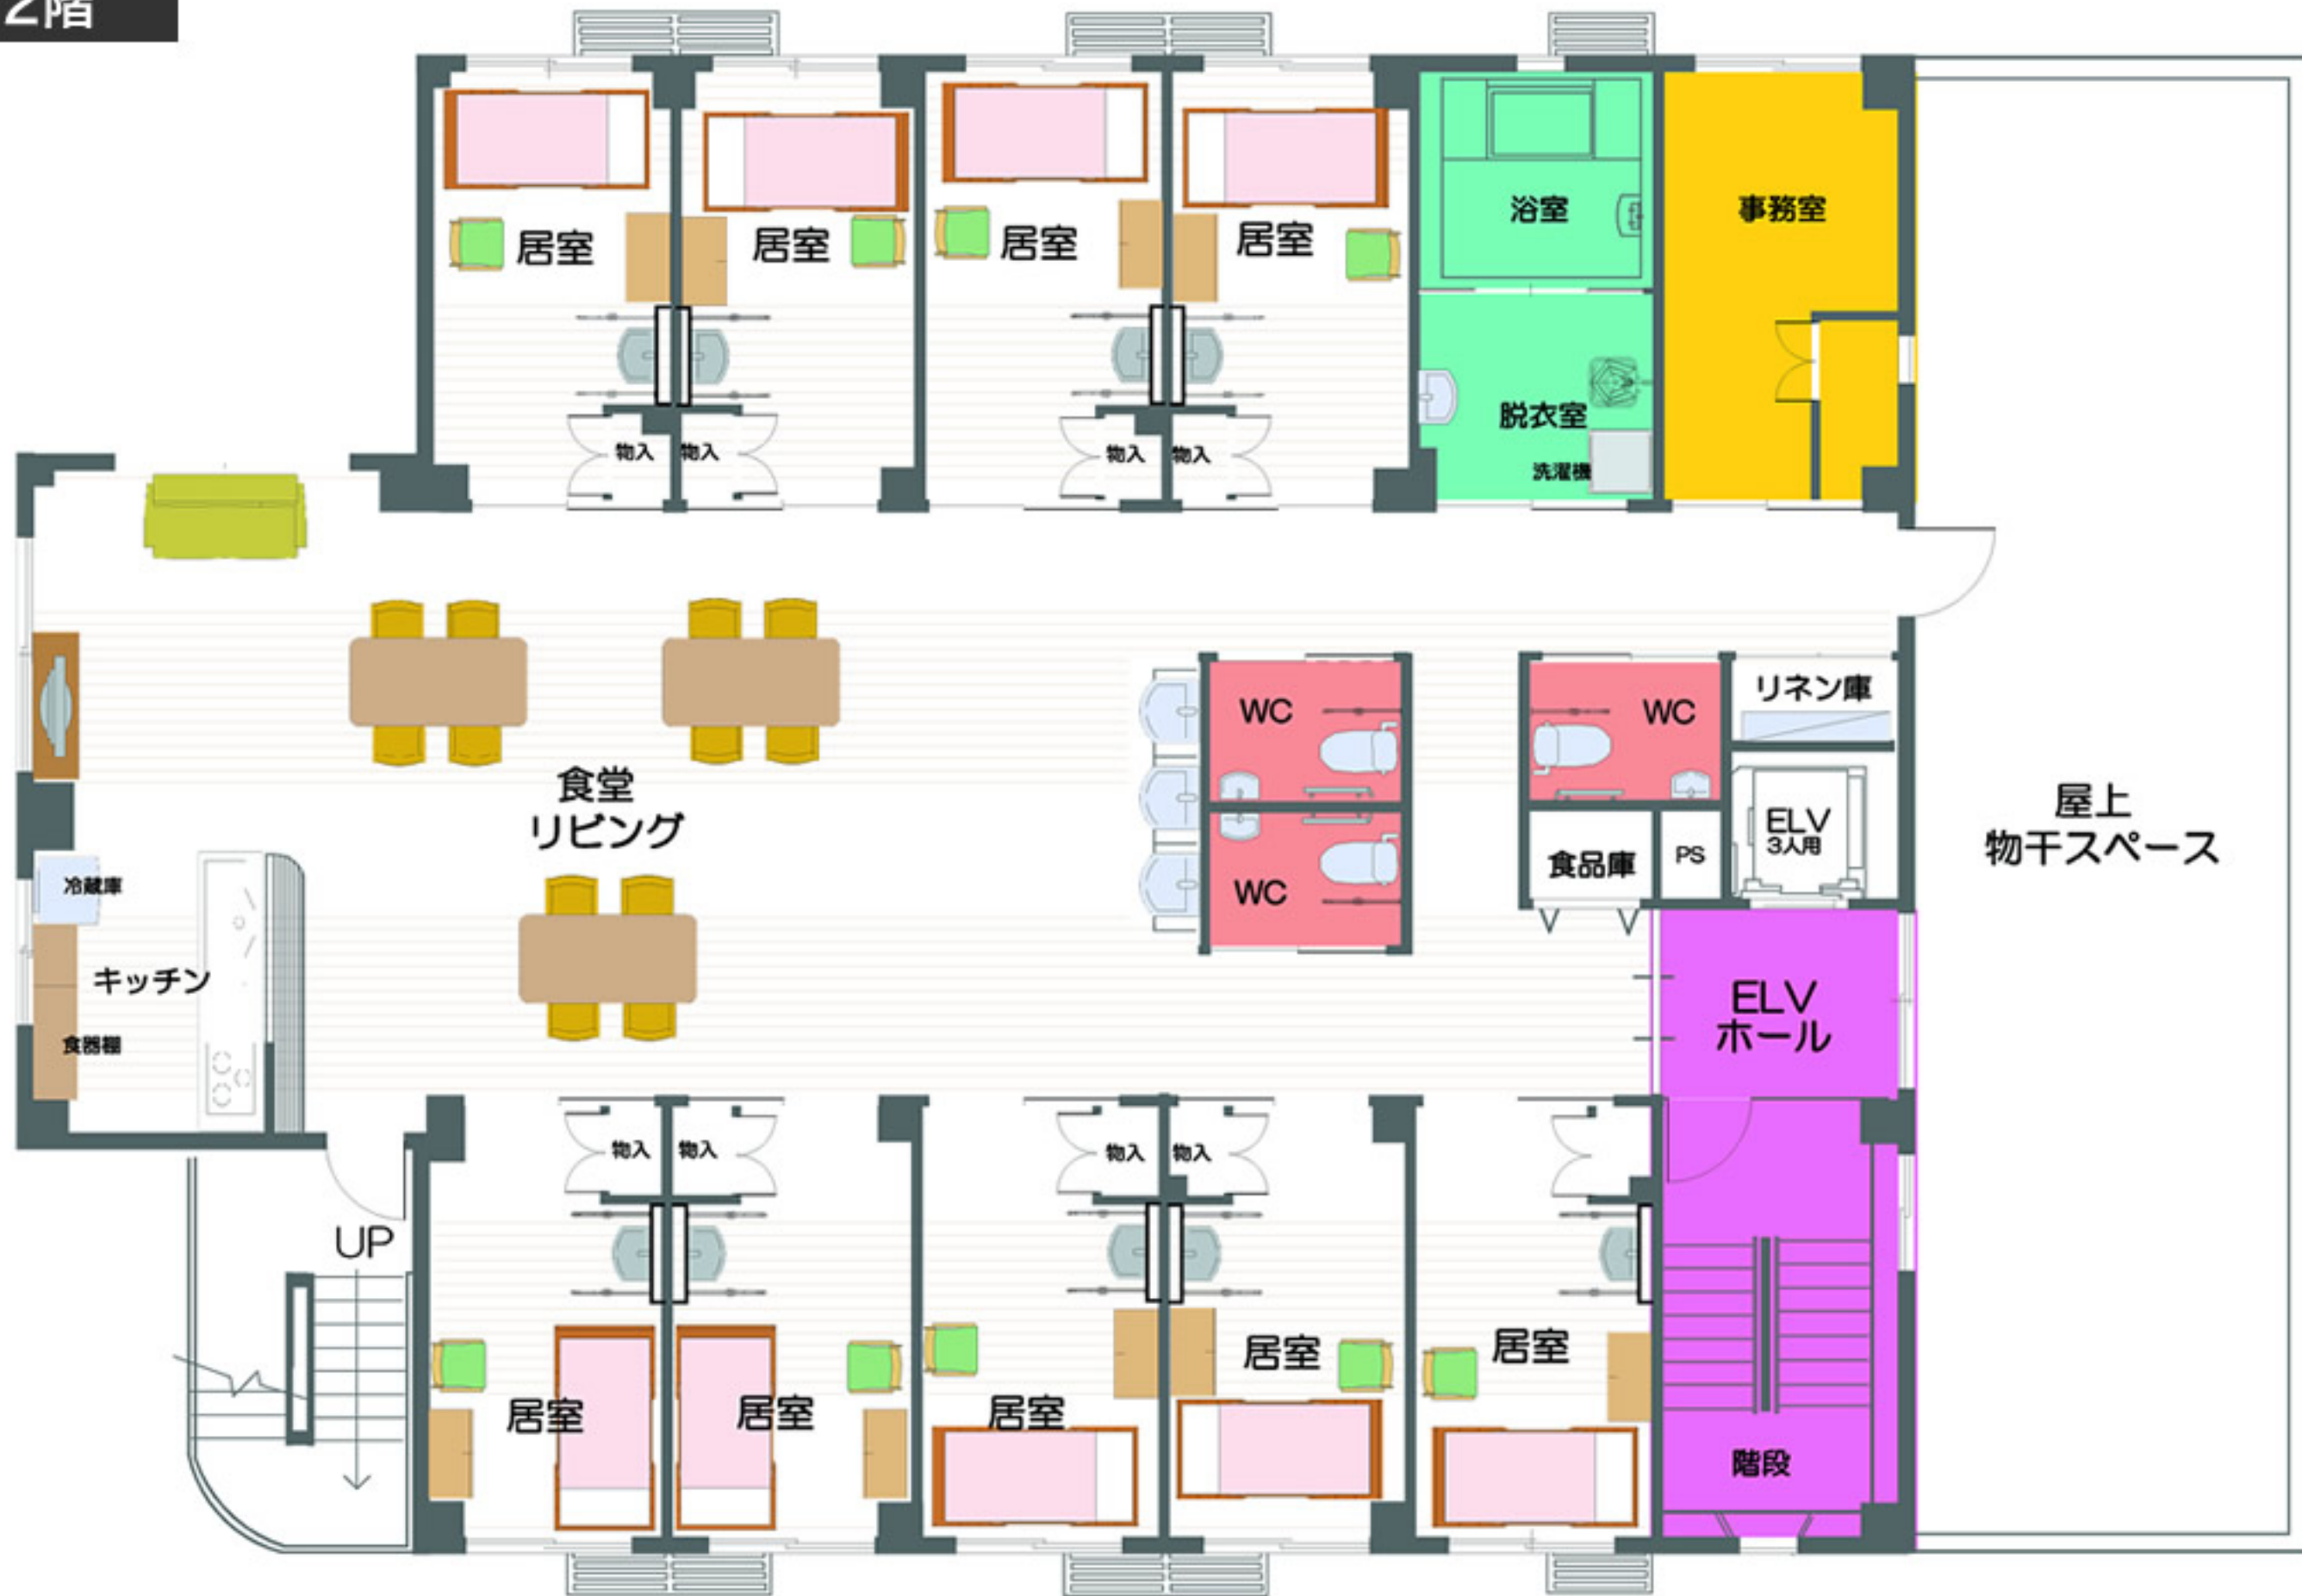 2階
居室
居室
居室
居室
浴室
事務室
脱衣室
洗濯機
物入
物入
物入
物入
WC
WC
リネン庫
食堂
リビング
ELV
3人用
屋上
物干スペース
冷蔵庫
食品庫
PS
WC
キッチン
食器棚
ELV
ホール
物入
物入
物入
物入
UP
居室
居室
居室
居室
居室
階段